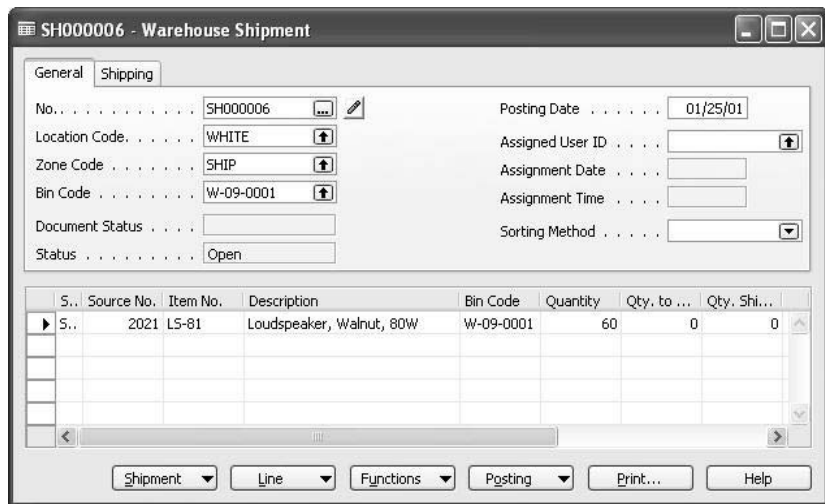 SH000006 - Warehouse Shipment
General Shipping
No. . . . . . . . . . . . SH000006 ...
Location Code. . . . . . WHITE
Zone Code . . . . . . . SHIP
Bin Code . . . . . . . . W-09-0001
Document Status . . . .
Status . . . . . . . . . Open
Posting Date . . . . . . 01/25/01
Assigned User ID . . . .
Assignment Date . . . .
Assignment Time . . . .
Sorting Method . . . . .
S.. Source No. Item No. Description Bin Code Quantity Qty. to ... Qty. Shi...
S.. 2021 LS-81 Loudspeaker, Walnut, 80W W-09-0001 60 0 0
Shipment Line Functions Posting Print... Help